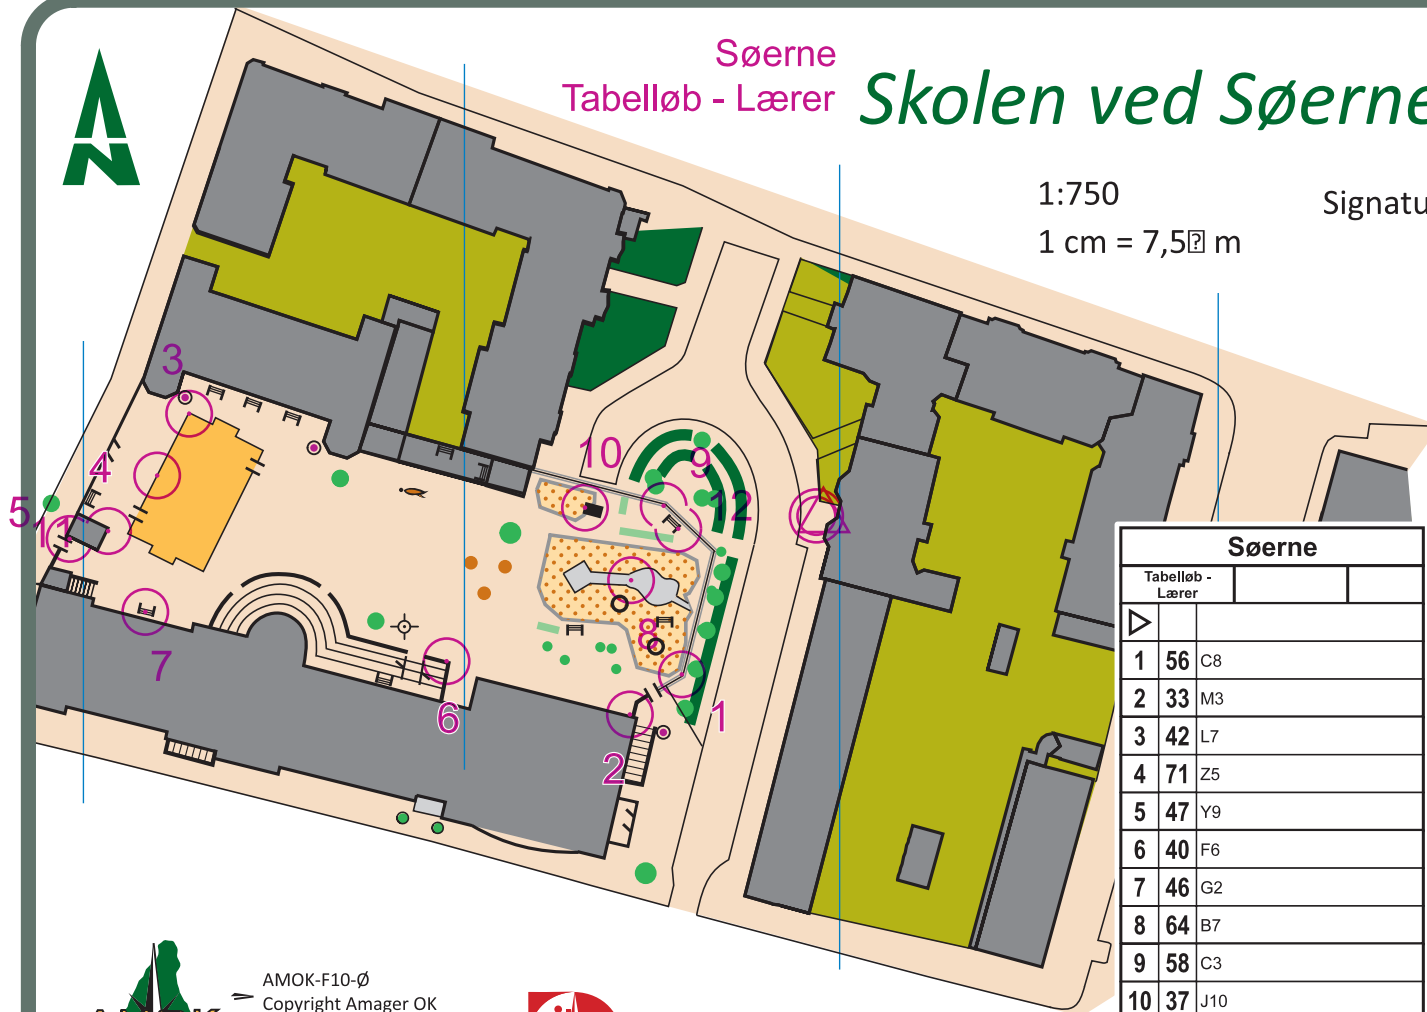 Søerne
Tabelløb - Lærer
Skolen ved Søerne
1:750
1 cm = 7,5 m
Signatu
3
4
5
11
7
6
10
9
12
8
1
2
Søerne
Tabelløb -
Lærer
1 56 C8
2 33 M3
3 42 L7
4 71 Z5
5 47 Y9
6 40 F6
7 46 G2
8 64 B7
9 58 C3
10 37 J10
AMOK-F10-Ø
Copyright Amager OK